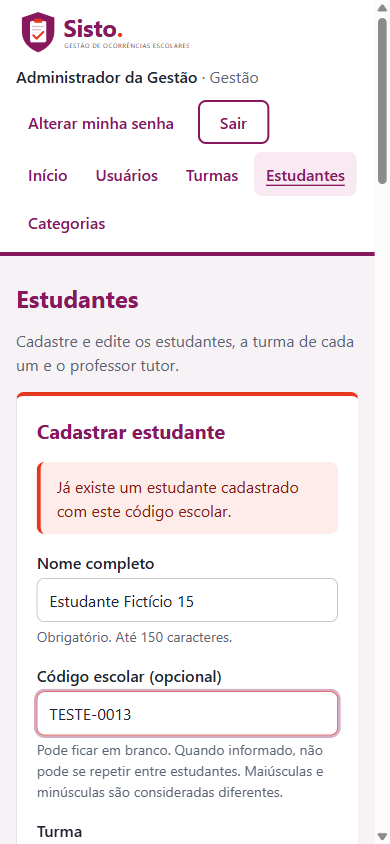 Sisto.
GESTÃO DE OCORRÊNCIAS ESCOLARES
Administrador da Gestão · Gestão
Alterar minha senha
Sair
Início
Usuários
Turmas
Estudantes
Categorias
Estudantes
Cadastre e edite os estudantes, a turma de cada
um e o professor tutor.
Cadastrar estudante
Já existe um estudante cadastrado
com este código escolar.
Nome completo
Estudante Fictício 15
Obrigatório. Até 150 caracteres.
Código escolar (opcional)
TESTE-0013
Pode ficar em branco. Quando informado, não
pode se repetir entre estudantes. Maiúsculas e
minúsculas são consideradas diferentes.
Turma